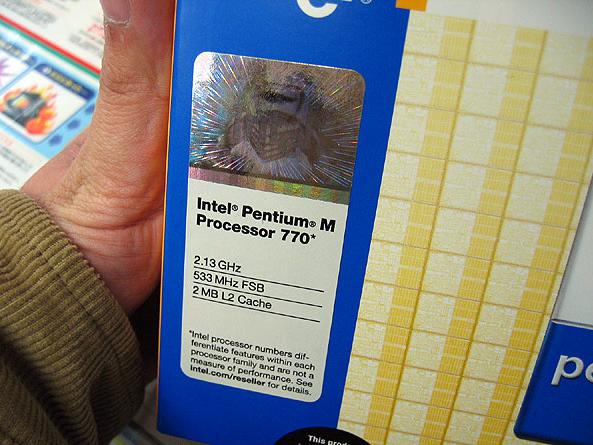 Intel® Pentium® M
Processor 770*
2.13 GHz
533 MHz FSB
2 MB L2 Cache
*Intel processor numbers dif-
ferentiate features within each
processor family and are not a
measure of performance. See
intel.com/reseller for details.
pe
This prod